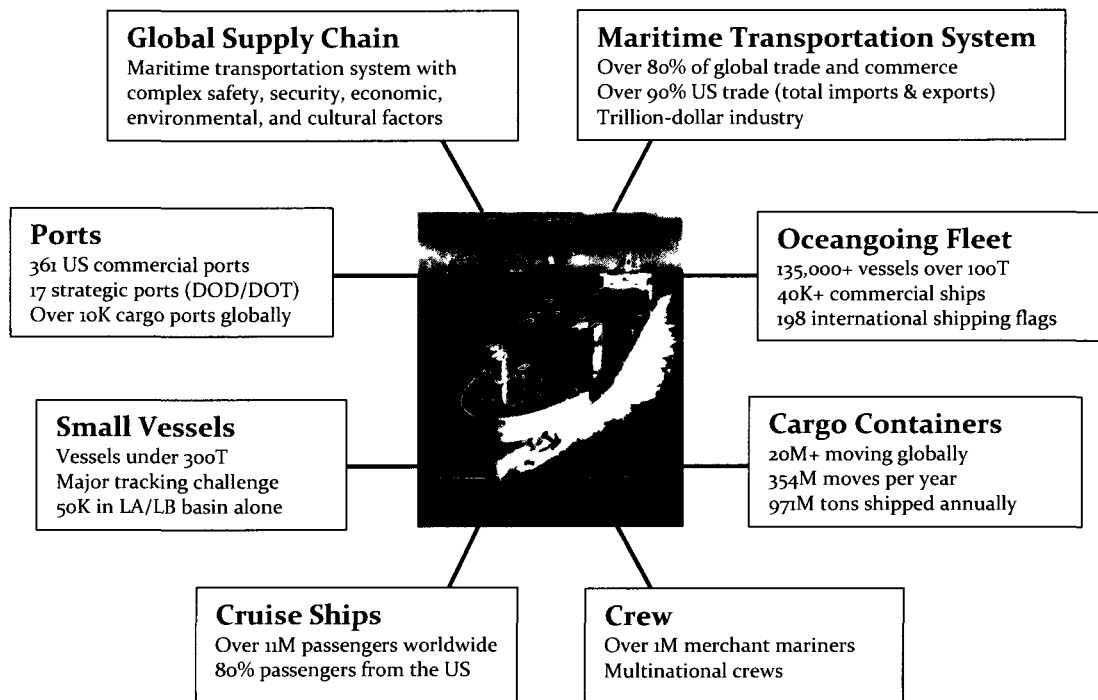 Global Supply Chain
Maritime transportation system with
complex safety, security, economic,
environmental, and cultural factors
Maritime Transportation System
Over 80% of global trade and commerce
Over 90% US trade (total imports & exports)
Trillion-dollar industry
Ports
361 US commercial ports
17 strategic ports (DOD/DOT)
Over 10K cargo ports globally
Oceangoing Fleet
135,000+ vessels over 100T
40K+ commercial ships
198 international shipping flags
Small Vessels
Vessels under 300T
Major tracking challenge
50K in LA/LB basin alone
Cargo Containers
20M+ moving globally
354M moves per year
971M tons shipped annually
Cruise Ships
Over 11M passengers worldwide
80% passengers from the US
Crew
Over 1M merchant mariners
Multinational crews